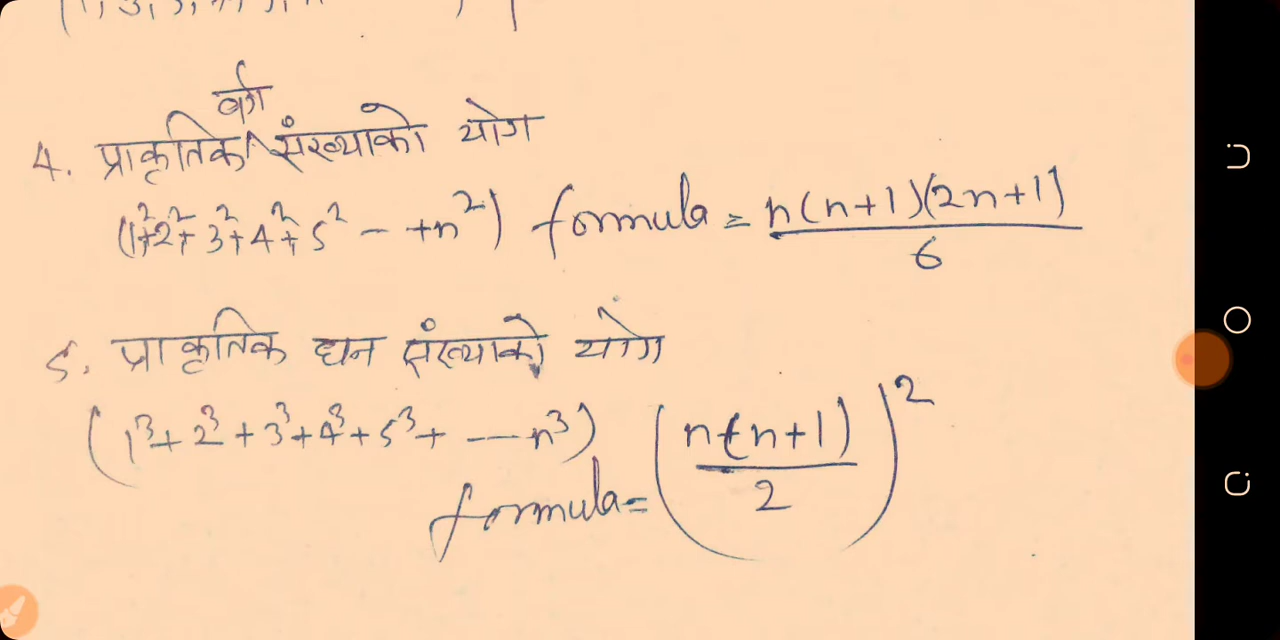 4. प्राकृतिक वर्ग संख्याको योग
(1²+2²+3²+4²+5² - - +n²) formula = n(n+1)(2n+1)/6
5. प्राकृतिक घन संख्याको योग
(1³+2³+3³+4³+5³+ - --n³)
formula = (n(n+1)/2)²